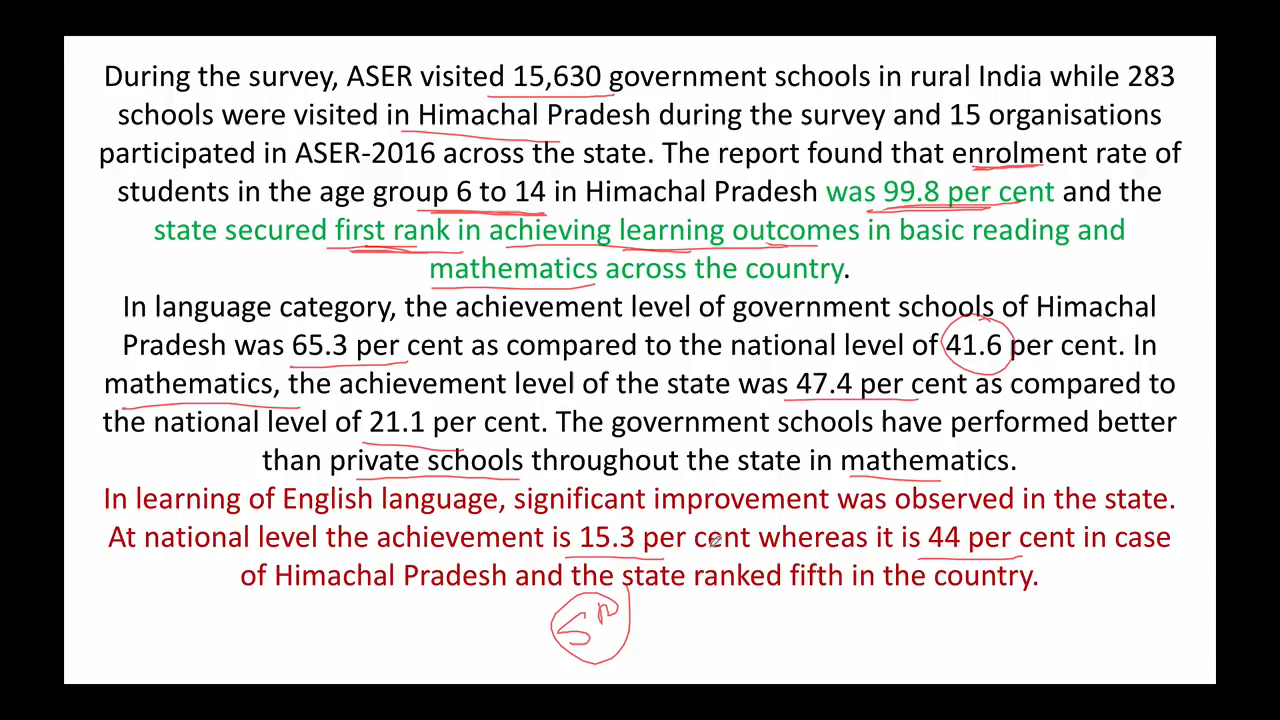 During the survey, ASER visited 15,630 government schools in rural India while 283
schools were visited in Himachal Pradesh during the survey and 15 organisations
participated in ASER-2016 across the state. The report found that enrolment rate of
students in the age group 6 to 14 in Himachal Pradesh was 99.8 per cent and the
state secured first rank in achieving learning outcomes in basic reading and
mathematics across the country.
In language category, the achievement level of government schools of Himachal
Pradesh was 65.3 per cent as compared to the national level of 41.6 per cent. In
mathematics, the achievement level of the state was 47.4 per cent as compared to
the national level of 21.1 per cent. The government schools have performed better
than private schools throughout the state in mathematics.
In learning of English language, significant improvement was observed in the state.
At national level the achievement is 15.3 per cent whereas it is 44 per cent in case
of Himachal Pradesh and the state ranked fifth in the country.